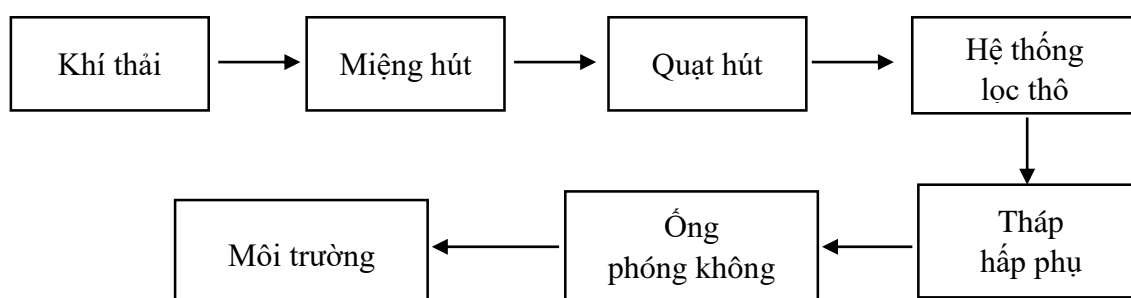 Khí thải
Miệng hút
Quạt hút
Hệ thống
lọc thô
Tháp
hấp phụ
Ống
phóng không
Môi trường